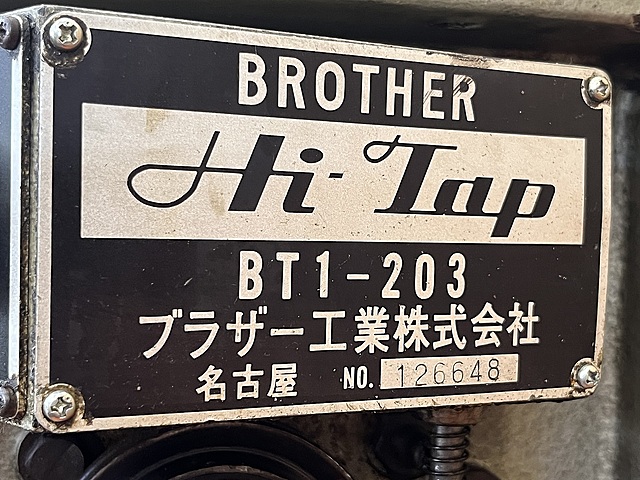 BROTHER
Hi-Tap
BT1-203
ブラザー工業株式会社
名古屋 NO. 126648